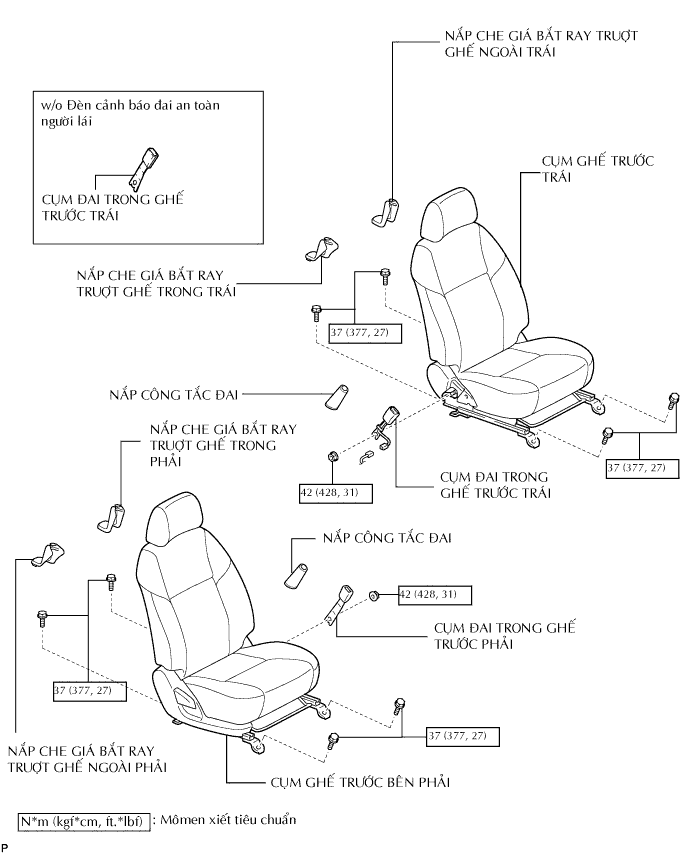 NẮP CHE GIÁ BẮT RAY TRƯỢT
GHẾ NGOÀI TRÁI
w/o Đèn cảnh báo đai an toàn
người lái
CỤM ĐAI TRONG GHẾ
TRƯỚC TRÁI
CỤM GHẾ TRƯỚC
TRÁI
NẮP CHE GIÁ BẮT RAY
TRUỢT GHẾ TRONG TRÁI
37 (377, 27)
NẮP CÔNG TẮC ĐAI
NẮP CHE GIÁ BẮT RAY
TRUỢT GHẾ TRONG
PHẢI
37 (377, 27)
CỤM ĐAI TRONG
GHẾ TRƯỚC TRÁI
42 (428, 31)
NẮP CÔNG TẮC ĐAI
42 (428, 31)
CỤM ĐAI TRONG GHẾ
TRƯỚC PHẢI
37 (377, 27)
37 (377, 27)
NẮP CHE GIÁ BẮT RAY
TRUỢT GHẾ NGOÀI PHẢI
CỤM GHẾ TRƯỚC BÊN PHẢI
N*m (kgf*cm, ft.*lbf) : Mômen xiết tiêu chuẩn
P